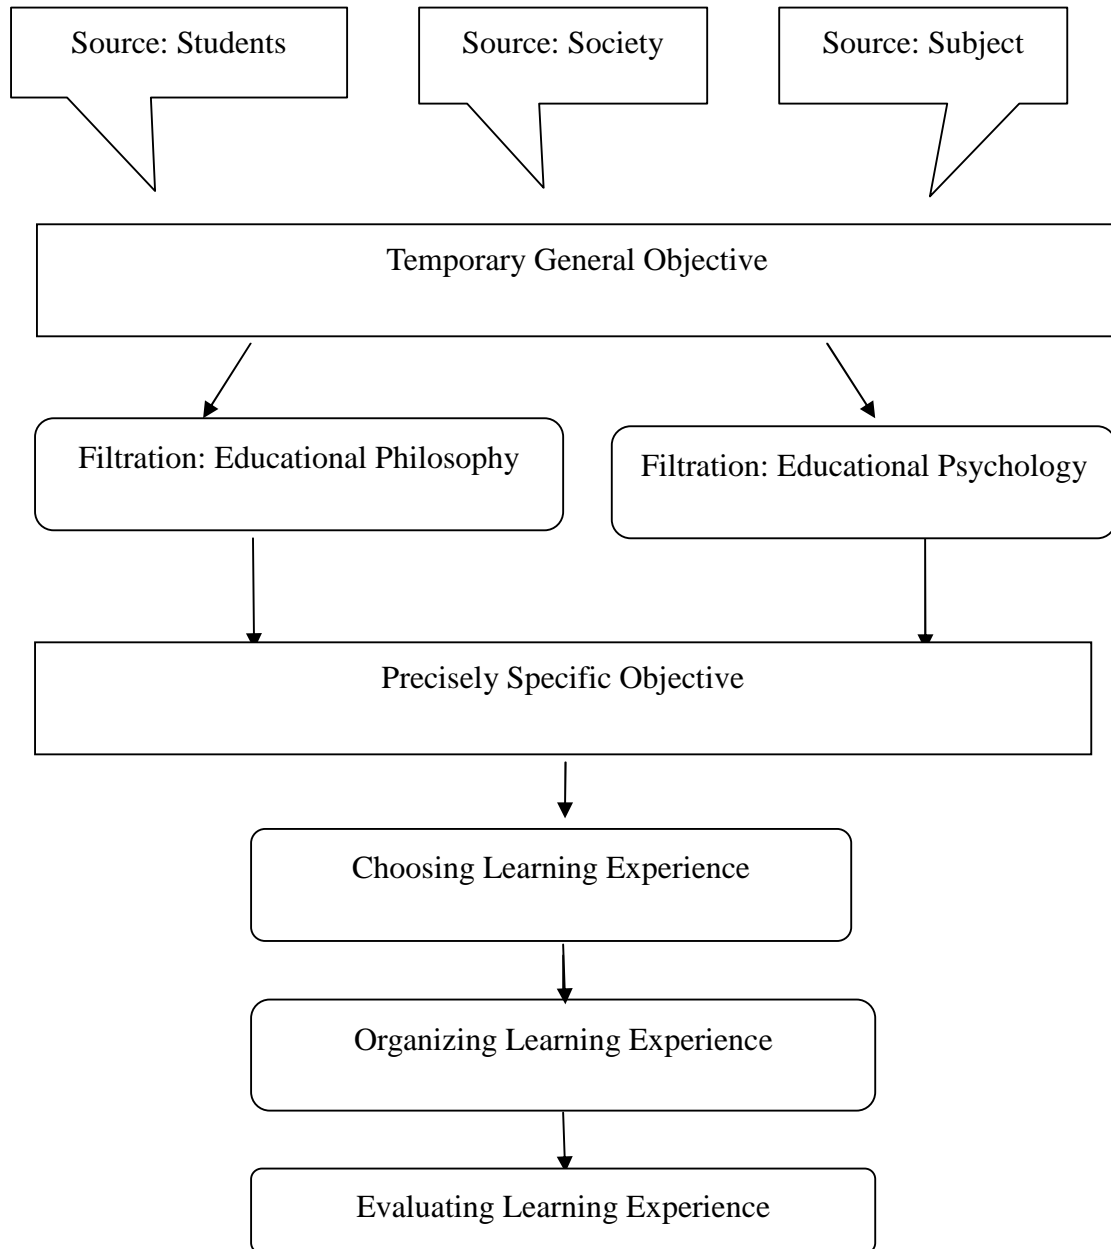 Source: Students
Source: Society
Source: Subject
Temporary General Objective
Filtration: Educational Philosophy
Filtration: Educational Psychology
Precisely Specific Objective
Choosing Learning Experience
Organizing Learning Experience
Evaluating Learning Experience